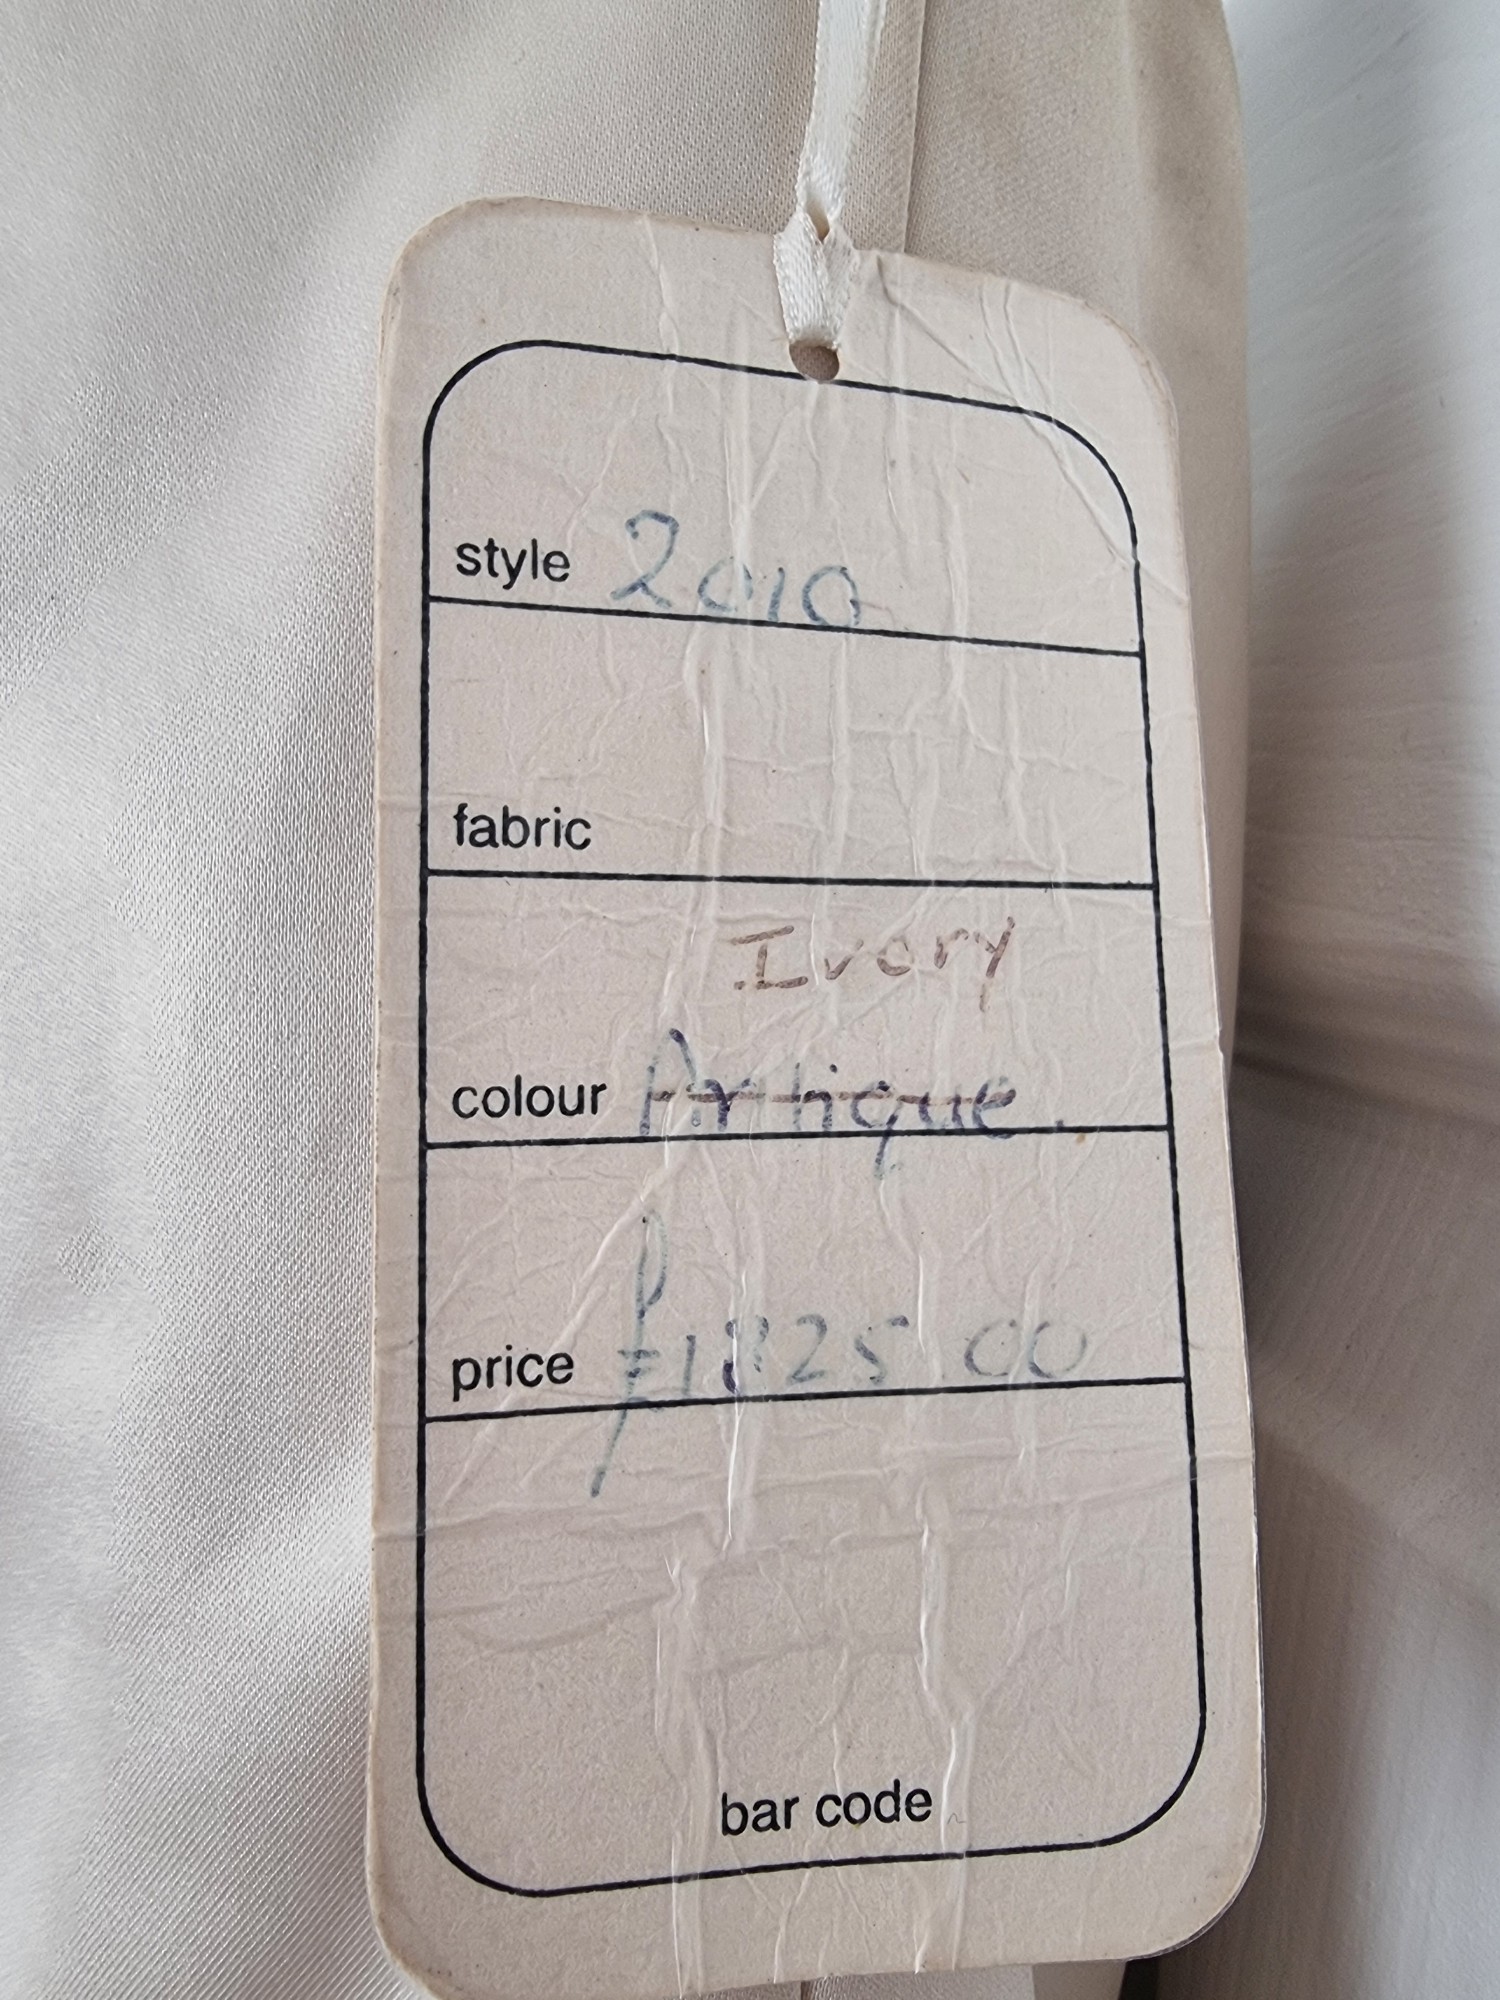 style 2010
fabric
Ivory
colour Antique.
price £1825.00
bar code